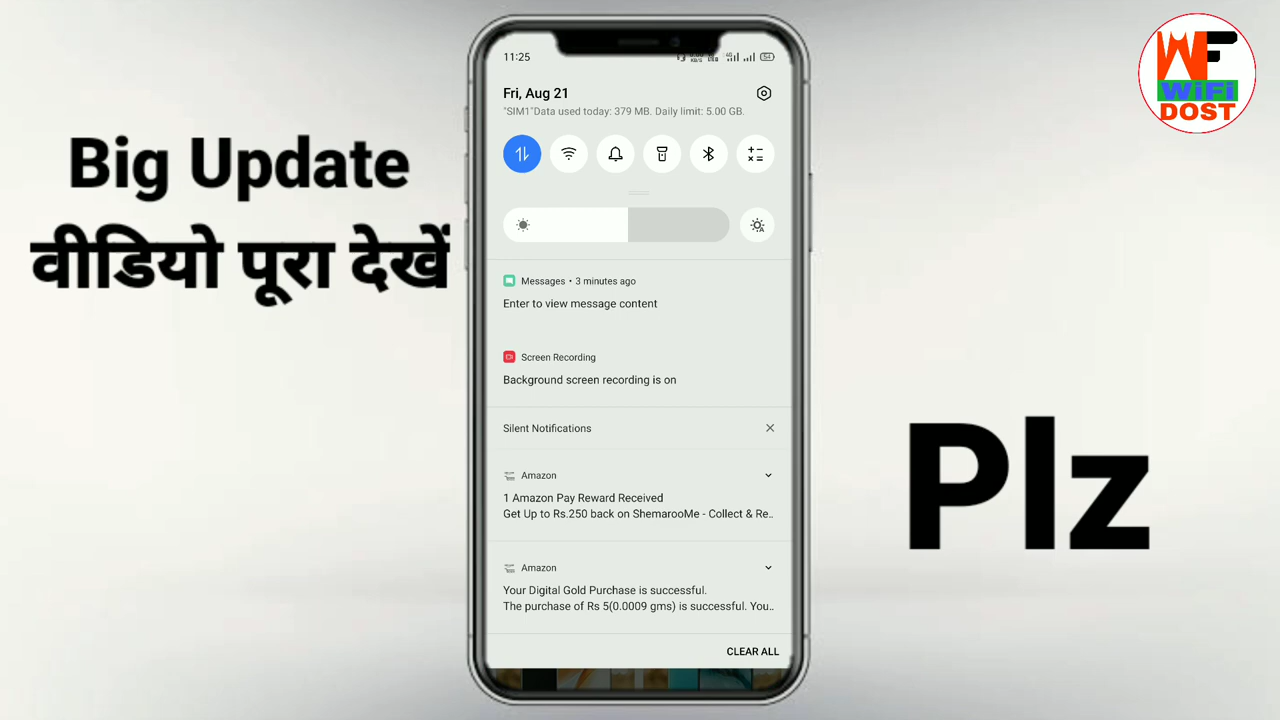 Big Update
वीडियो पूरा देखें
11:25
54
Fri, Aug 21
"SIM1"Data used today: 379 MB. Daily limit: 5.00 GB.
Messages • 3 minutes ago
Enter to view message content
Screen Recording
Background screen recording is on
Silent Notifications
Amazon
1 Amazon Pay Reward Received
Get Up to Rs.250 back on ShemarooMe - Collect & Re..
Amazon
Your Digital Gold Purchase is successful.
The purchase of Rs 5(0.0009 gms) is successful. You..
CLEAR ALL
WF
WiFi
DOST
Plz